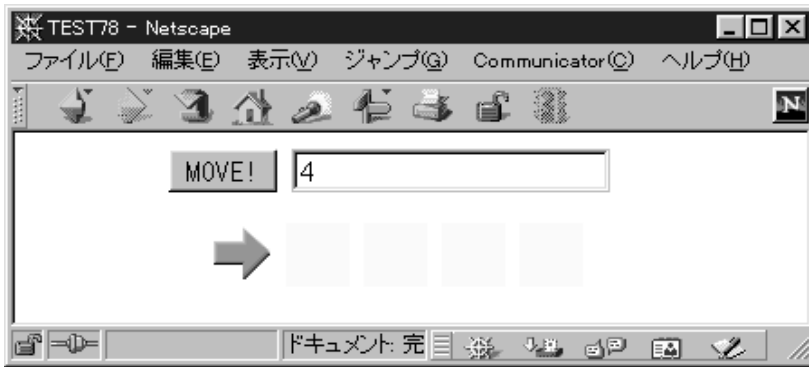 TEST78 - Netscape
ファイル(F) 編集(E) 表示(V) ジャンプ(G) Communicator(C) ヘルプ(H)
N
MOVE! 4
ドキュメント: 完